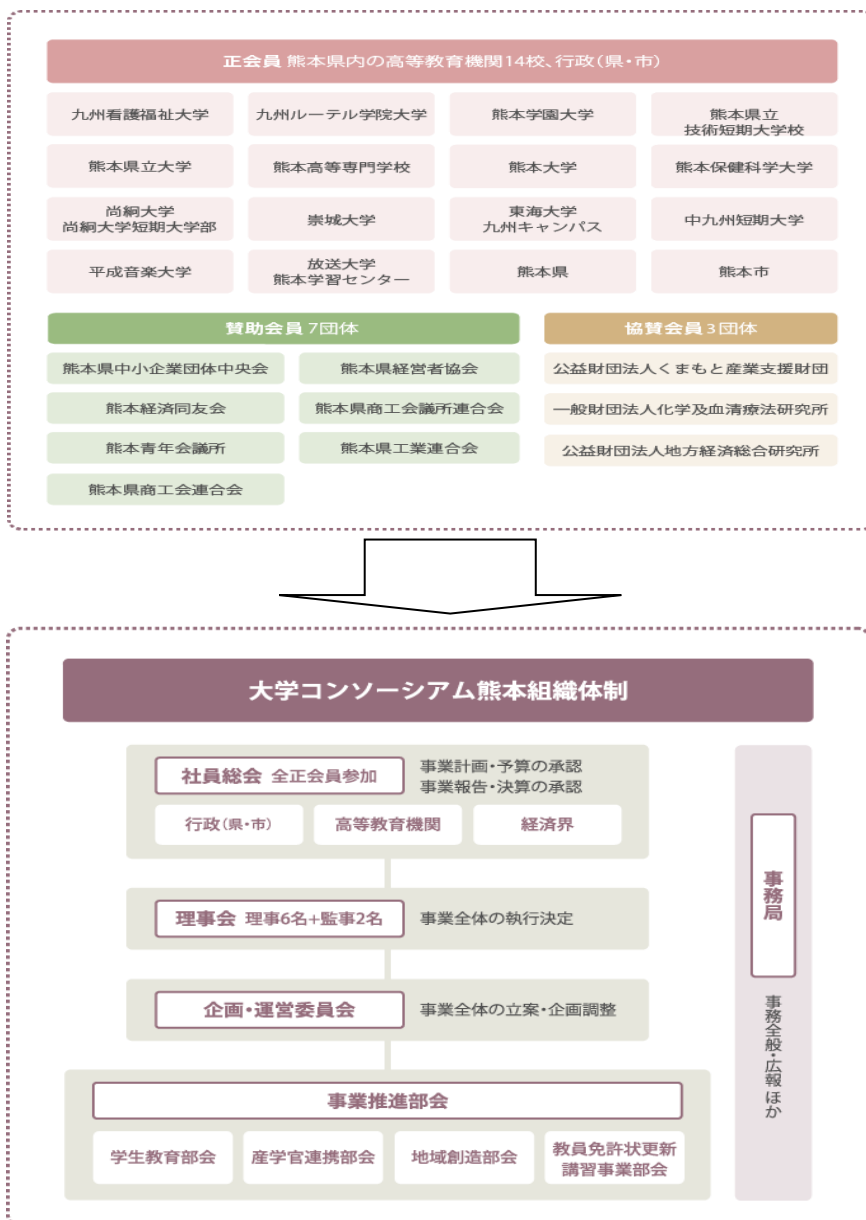 正会員 熊本県内の高等教育機関14校、行政(県・市)
九州看護福祉大学
九州ルーテル学院大学
熊本学園大学
熊本県立
技術短期大学校
熊本県立大学
熊本高等専門学校
熊本大学
熊本保健科学大学
尚絅大学
尚絅大学短期大学部
崇城大学
東海大学
九州キャンパス
中九州短期大学
平成音楽大学
放送大学
熊本学習センター
熊本県
熊本市
賛助会員 7団体
熊本県中小企業団体中央会
熊本県経営者協会
熊本経済同友会
熊本県商工会議所連合会
熊本青年会議所
熊本県工業連合会
熊本県商工会連合会
協賛会員 3団体
公益財団法人くまもと産業支援財団
一般財団法人化学及血清療法研究所
公益財団法人地方経済総合研究所
大学コンソーシアム熊本組織体制
社員総会 全正会員参加
事業計画・予算の承認
事業報告・決算の承認
行政(県・市)
高等教育機関
経済界
理事会 理事6名+監事2名
事業全体の執行決定
企画・運営委員会
事業全体の立案・企画調整
事業推進部会
学生教育部会
産学官連携部会
地域創造部会
教員免許状更新
講習事業部会
事務局
事務全般・広報 ほか